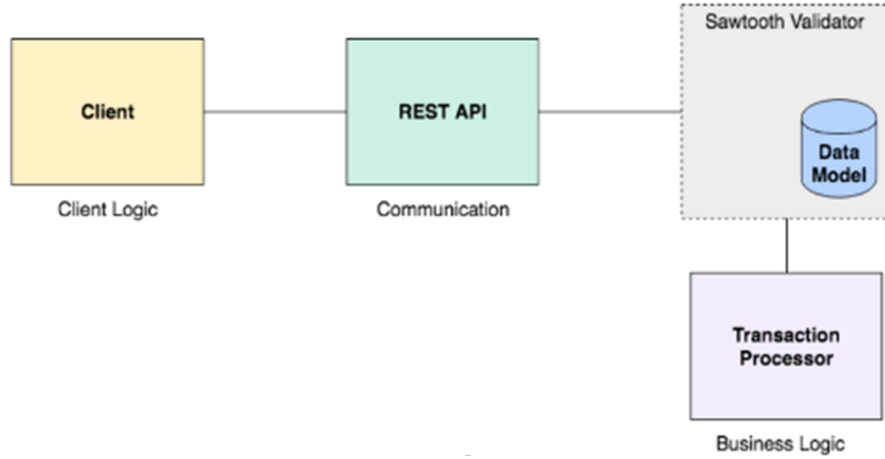 Sawtooth Validator
Client
REST API
Data
Model
Client Logic
Communication
Transaction
Processor
Business Logic